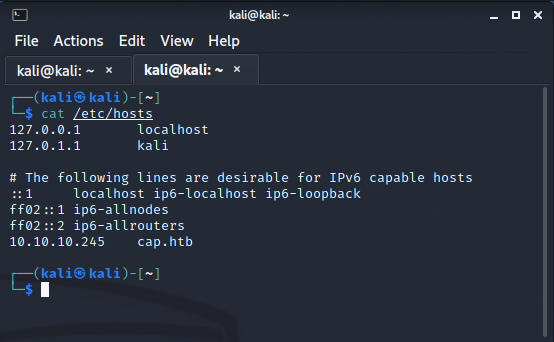 kali@kali: ~
File Actions Edit View Help
kali@kali: ~ × kali@kali: ~ ×
┌──(kali㉿kali)-[~]
└─$ cat /etc/hosts
127.0.0.1       localhost
127.0.1.1       kali
# The following lines are desirable for IPv6 capable hosts
::1     localhost ip6-localhost ip6-loopback
ff02::1 ip6-allnodes
ff02::2 ip6-allrouters
10.10.10.245    cap.htb
┌──(kali㉿kali)-[~]
└─$